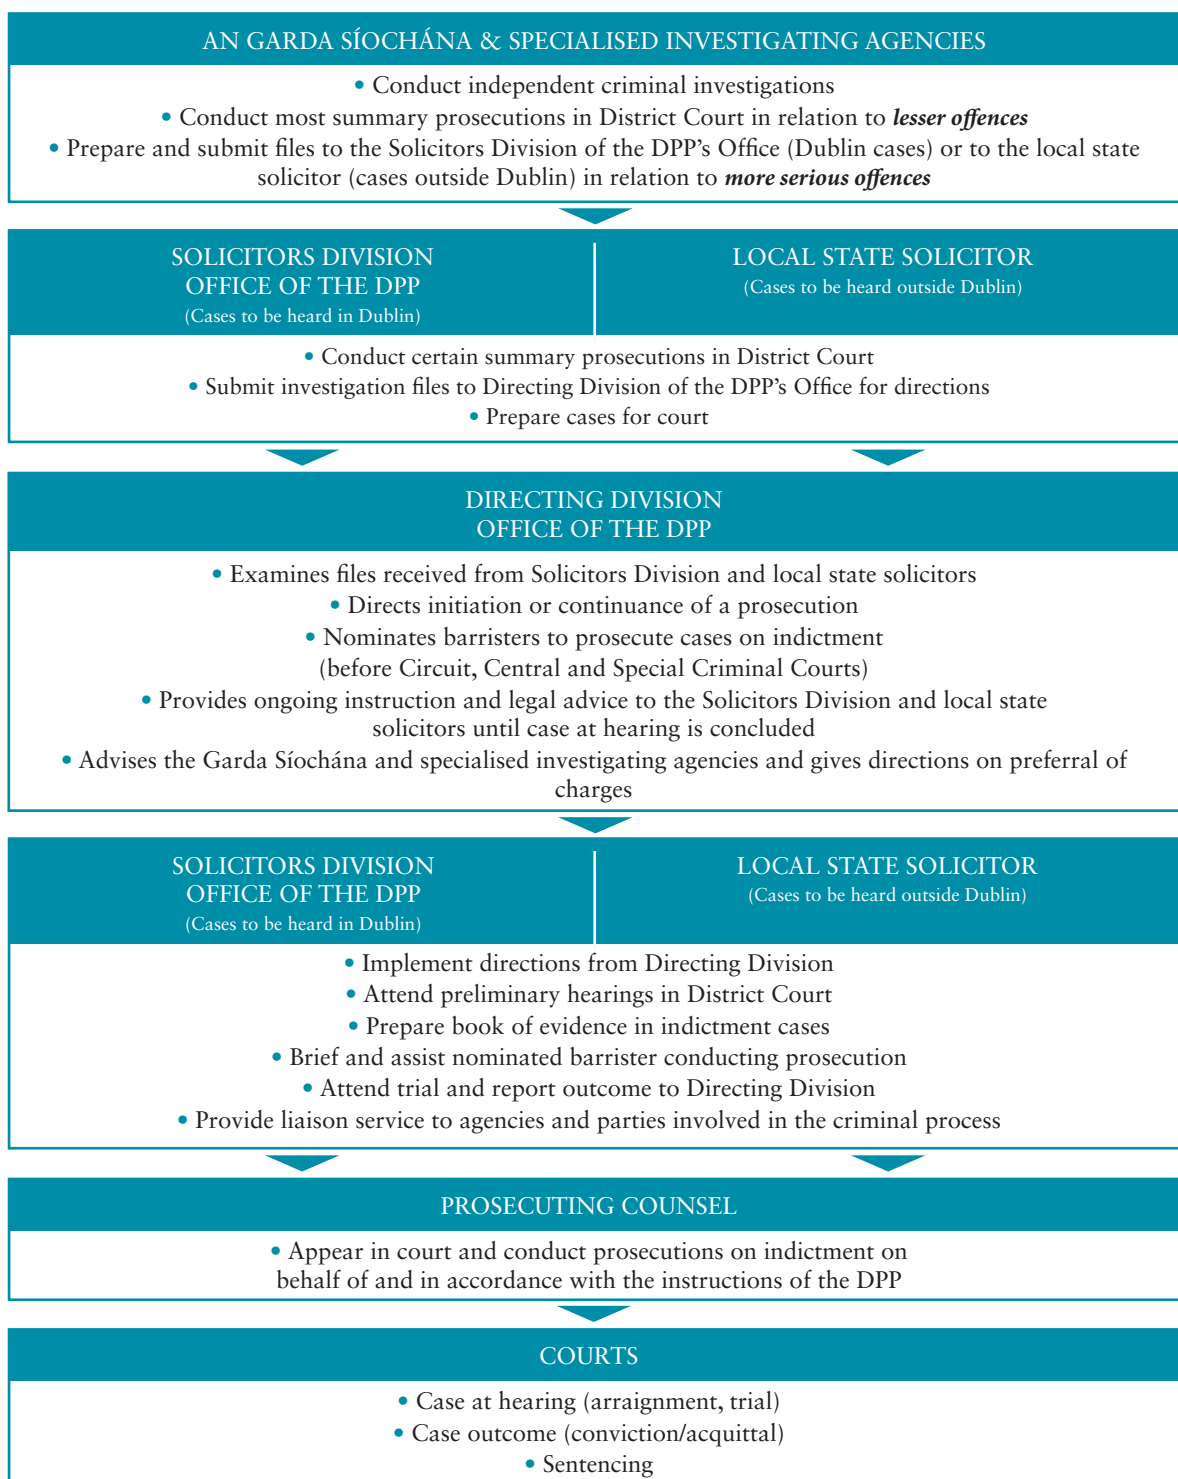 AN GARDA SÍOCHÁNA & SPECIALISED INVESTIGATING AGENCIES
• Conduct independent criminal investigations
• Conduct most summary prosecutions in District Court in relation to lesser offences
• Prepare and submit files to the Solicitors Division of the DPP's Office (Dublin cases) or to the local state
solicitor (cases outside Dublin) in relation to more serious offences
SOLICITORS DIVISION
OFFICE OF THE DPP
(Cases to be heard in Dublin)
LOCAL STATE SOLICITOR
(Cases to be heard outside Dublin)
• Conduct certain summary prosecutions in District Court
• Submit investigation files to Directing Division of the DPP's Office for directions
• Prepare cases for court
DIRECTING DIVISION
OFFICE OF THE DPP
• Examines files received from Solicitors Division and local state solicitors
• Directs initiation or continuance of a prosecution
• Nominates barristers to prosecute cases on indictment
(before Circuit, Central and Special Criminal Courts)
• Provides ongoing instruction and legal advice to the Solicitors Division and local state
solicitors until case at hearing is concluded
• Advises the Garda Síochána and specialised investigating agencies and gives directions on preferral of
charges
SOLICITORS DIVISION
OFFICE OF THE DPP
(Cases to be heard in Dublin)
LOCAL STATE SOLICITOR
(Cases to be heard outside Dublin)
• Implement directions from Directing Division
• Attend preliminary hearings in District Court
• Prepare book of evidence in indictment cases
• Brief and assist nominated barrister conducting prosecution
• Attend trial and report outcome to Directing Division
• Provide liaison service to agencies and parties involved in the criminal process
PROSECUTING COUNSEL
• Appear in court and conduct prosecutions on indictment on
behalf of and in accordance with the instructions of the DPP
COURTS
• Case at hearing (arraignment, trial)
• Case outcome (conviction/acquittal)
• Sentencing